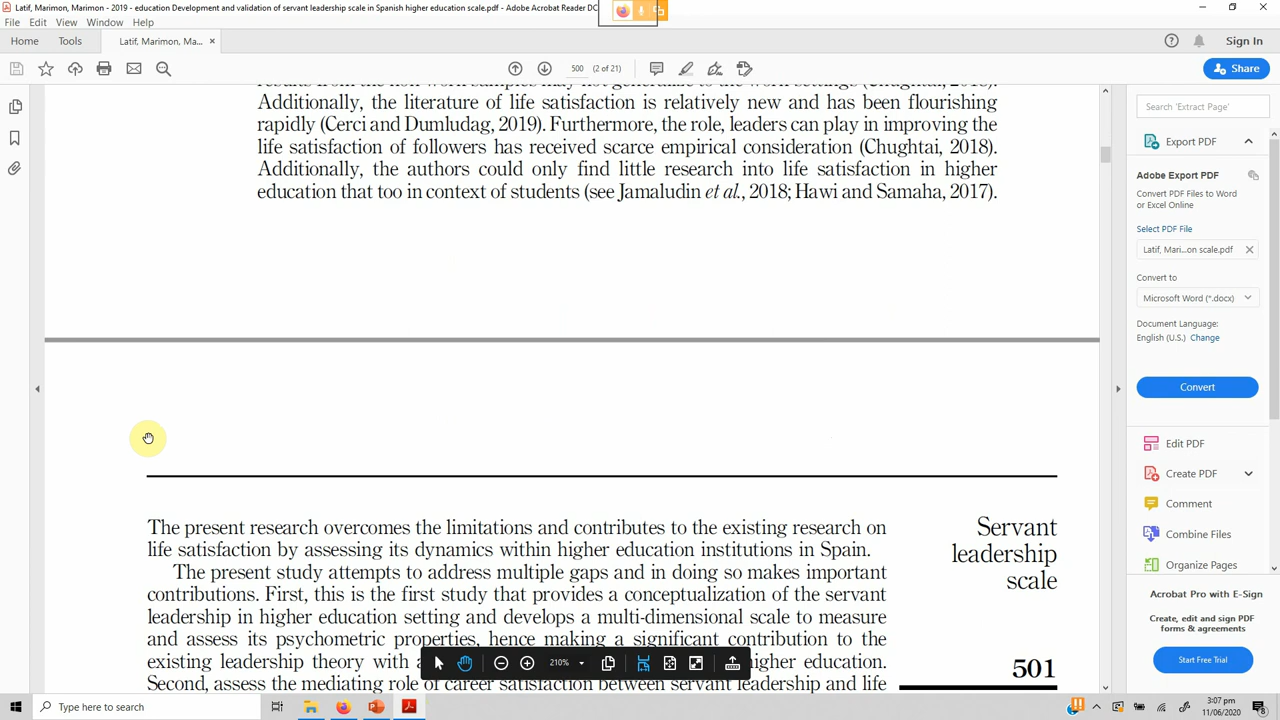 Latif, Marimon, Marimon - 2019 - education Development and validation of servant leadership scale in Spanish higher education scale.pdf - Adobe Acrobat Reader DC
File Edit View Window Help
Home Tools Latif, Marimon, Ma... ×
Sign In
500 (2 of 21)
Share
Additionally, the literature of life satisfaction is relatively new and has been flourishing
rapidly (Cerci and Dumludag, 2019). Furthermore, the role, leaders can play in improving the
life satisfaction of followers has received scarce empirical consideration (Chughtai, 2018).
Additionally, the authors could only find little research into life satisfaction in higher
education that too in context of students (see Jamaludin et al., 2018; Hawi and Samaha, 2017).
The present research overcomes the limitations and contributes to the existing research on
life satisfaction by assessing its dynamics within higher education institutions in Spain.
The present study attempts to address multiple gaps and in doing so makes important
contributions. First, this is the first study that provides a conceptualization of the servant
leadership in higher education setting and develops a multi-dimensional scale to measure
and assess its psychometric properties, hence making a significant contribution to the
existing leadership theory with higher education.
Second, assess the mediating role of career satisfaction between servant leadership and life
Servant
leadership
scale
501
210%
Search 'Extract Page'
Export PDF
Adobe Export PDF
Convert PDF Files to Word
or Excel Online
Select PDF File
Latif, Mari...on scale.pdf
Convert to
Microsoft Word (*.docx)
Document Language:
English (U.S.) Change
Convert
Edit PDF
Create PDF
Comment
Combine Files
Organize Pages
Acrobat Pro with E-Sign
Create, edit and sign PDF
forms & agreements
Start Free Trial
Type here to search
3:07 pm
11/06/2020
8